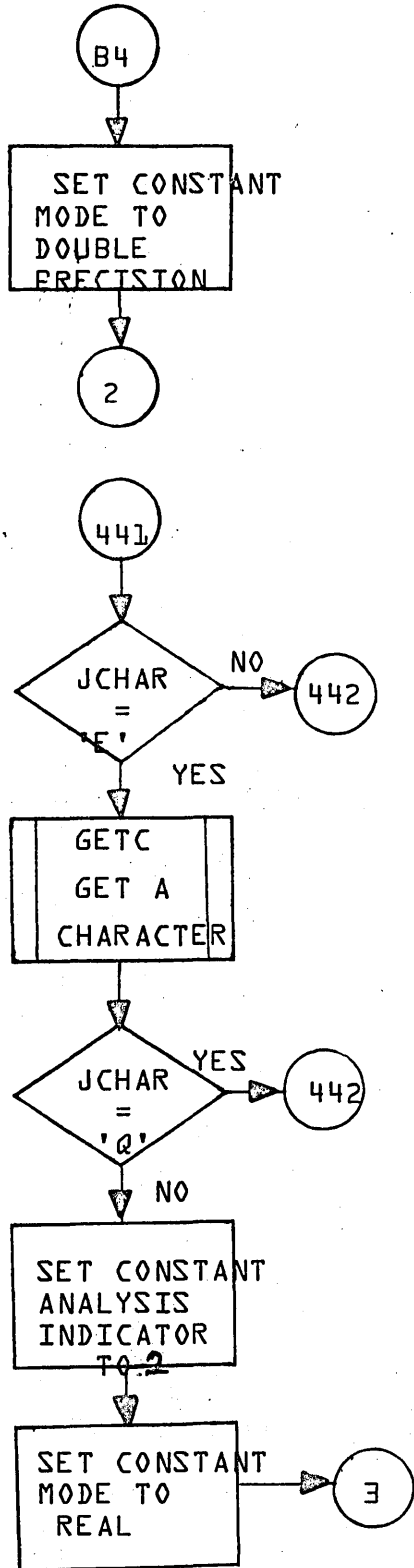 B4
SET CONSTANT
MODE TO
DOUBLE
PRECISION
2
441
JCHAR
=
'E'
NO
442
YES
GETC
GET A
CHARACTER
JCHAR
=
'Q'
YES
442
NO
SET CONSTANT
ANALYSIS
INDICATOR
TO 2
SET CONSTANT
MODE TO
REAL
3